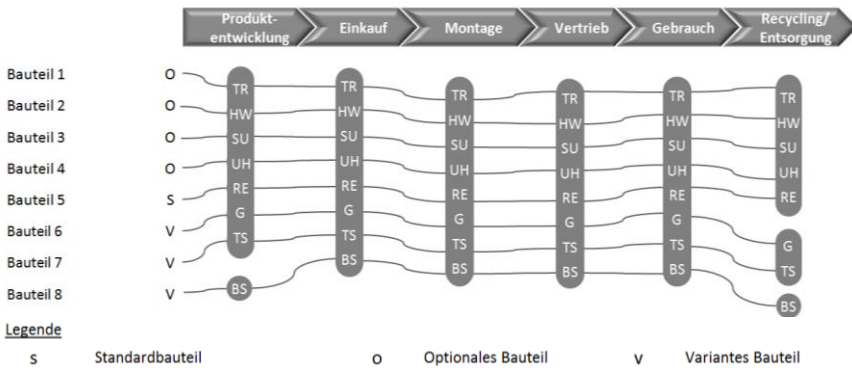 Produkt-
entwicklung
Einkauf
Montage
Vertrieb
Gebrauch
Recycling/
Entsorgung
Bauteil 1 O
Bauteil 2 O
Bauteil 3 O
Bauteil 4 O
Bauteil 5 S
Bauteil 6 V
Bauteil 7 V
Bauteil 8 V
TR
HW
SU
UH
RE
G
TS
BS
TR
HW
SU
UH
RE
G
TS
BS
TR
HW
SU
UH
RE
G
TS
BS
TR
HW
SU
UH
RE
G
TS
BS
TR
HW
SU
UH
RE
G
TS
BS
TR
HW
SU
UH
RE
G
TS
BS
Legende
S Standardbauteil O Optionales Bauteil V Variantes Bauteil